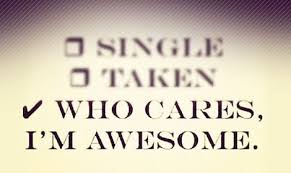 ❐ SINGLE
❐ TAKEN
✔ WHO CARES,
I'M AWESOME.